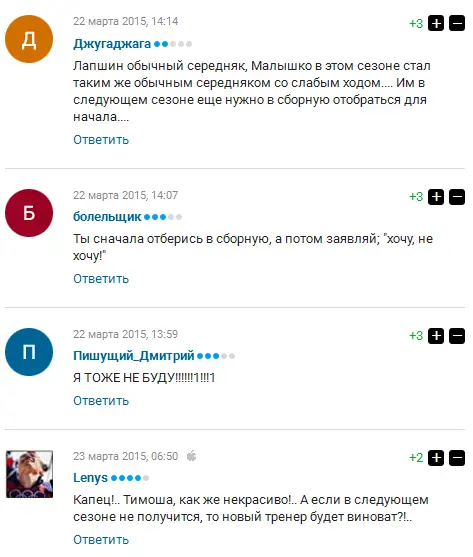 Д
22 марта 2015, 14:14
+3
Джугаджага
Лапшин обычный середняк, Малышко в этом сезоне стал
таким же обычным середняком со слабым ходом.... Им в
следующем сезоне еще нужно в сборную отобраться для
начала....
Ответить
Б
22 марта 2015, 14:07
+3
болельщик
Ты сначала отберись в сборную, а потом заявляй; "хочу, не
хочу!"
Ответить
П
22 марта 2015, 13:59
+3
Пишущий_Дмитрий
Я ТОЖЕ НЕ БУДУ!!!!!!1!!!1
Ответить
23 марта 2015, 06:50
+2
Lenys
Капец!.. Тимоша, как же некрасиво!.. А если в следующем
сезоне не получится, то новый тренер будет виноват?!..
Ответить